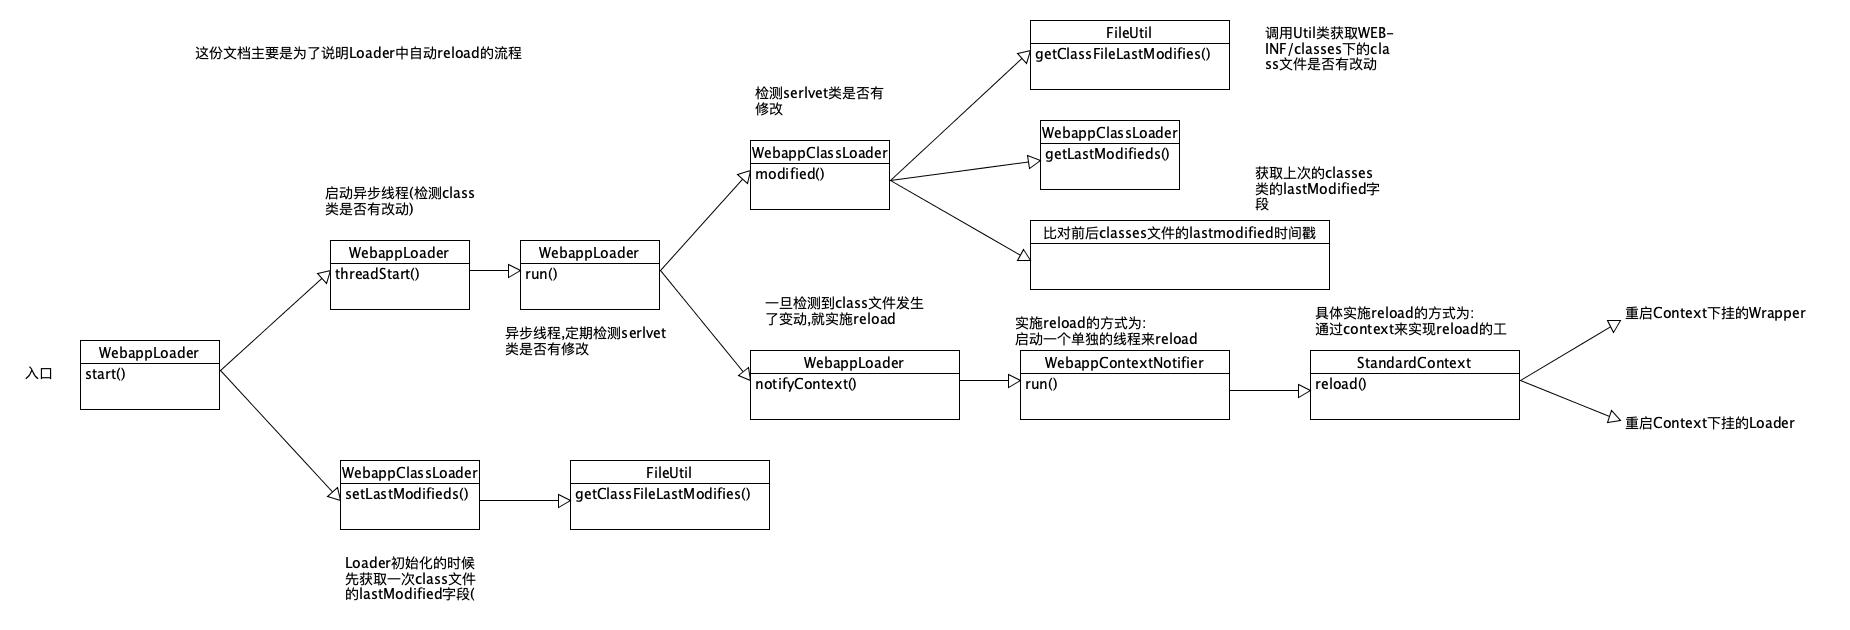 这份文档主要是为了说明Loader中自动reload的流程
FileUtil
getClassFileLastModifies()
调用Util类获取WEB-
INF/classes下的cla
ss文件是否有改动
检测serlvet类是否有
修改
WebappClassLoader
modified()
WebappClassLoader
getLastModifieds()
获取上次的classes
类的lastModified字
段
比对前后classes文件的lastmodified时间戳
启动异步线程(检测class
类是否有改动)
WebappLoader
threadStart()
WebappLoader
run()
异步线程,定期检测serlvet
类是否有修改
一旦检测到class文件发生
了变动,就实施reload
WebappLoader
notifyContext()
实施reload的方式为:
启动一个单独的线程来reload
WebappContextNotifier
run()
具体实施reload的方式为:
通过context来实现reload的工
StandardContext
reload()
重启Context下挂的Wrapper
重启Context下挂的Loader
入口
WebappLoader
start()
WebappClassLoader
setLastModifieds()
FileUtil
getClassFileLastModifies()
Loader初始化的时候
先获取一次class文件
的lastModified字段(